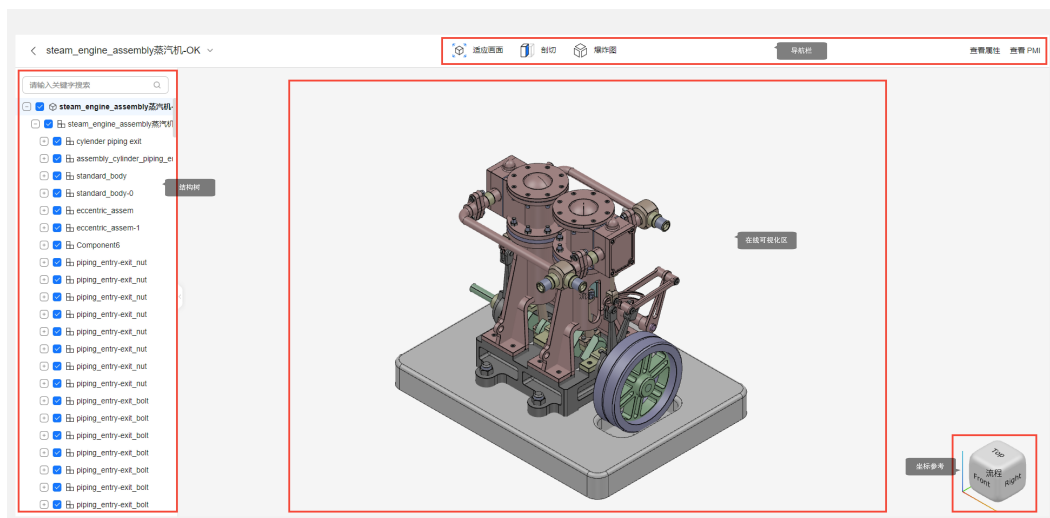 steam_engine_assembly蒸汽机-OK
适应画面 剖切 爆炸图 导航栏 查看属性 查看 PMI
请输入关键字搜索
steam_engine_assembly蒸汽机-
steam_engine_assembly蒸汽机
cylender piping exit
assembly_cylinder_piping_e
standard_body
结构树
standard_body-0
eccentric_assem
eccentric_assem-1
Component6
在线可视化区
piping_entry-exit_nut
piping_entry-exit_nut
piping_entry-exit_nut
piping_entry-exit_nut
piping_entry-exit_nut
piping_entry-exit_nut
piping_entry-exit_nut
piping_entry-exit_nut
piping_entry-exit_bolt
piping_entry-exit_bolt
piping_entry-exit_bolt
piping_entry-exit_bolt
piping_entry-exit_bolt
piping_entry-exit_bolt
piping_entry-exit_bolt
坐标参考
Top
流程
Front Right